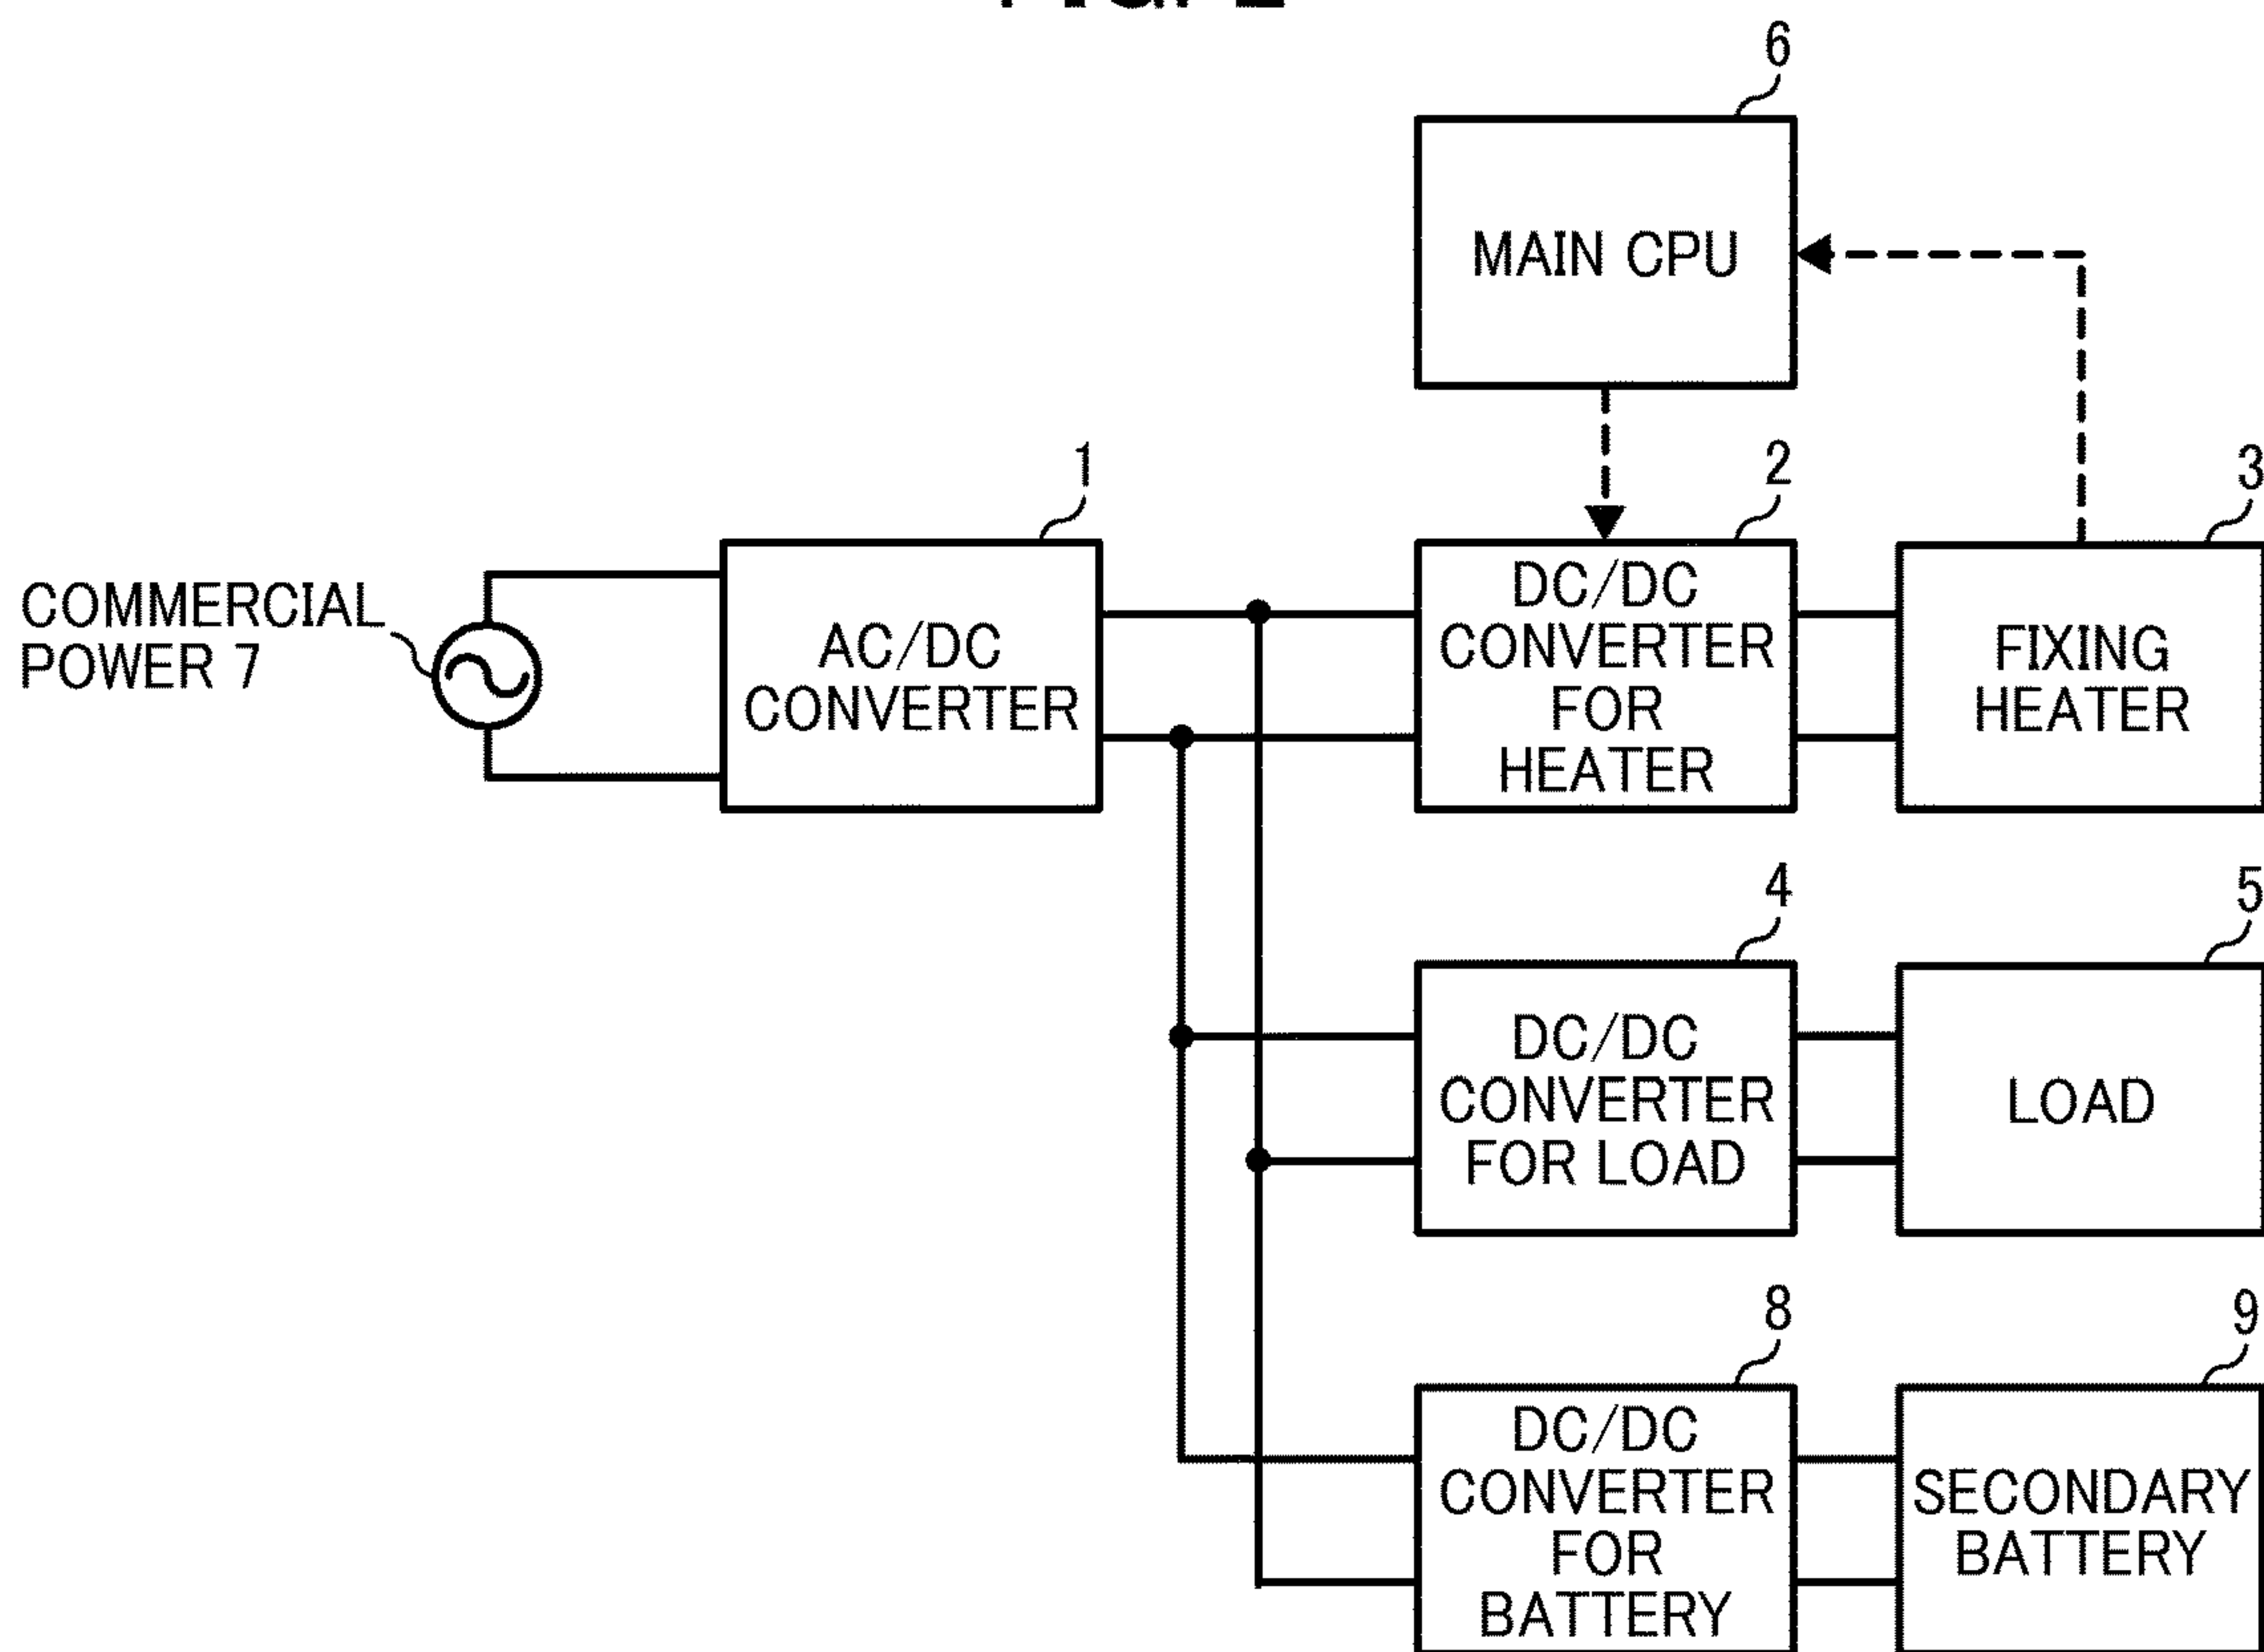 6
MAIN CPU
1
2
3
COMMERCIAL
POWER 7
AC/DC
CONVERTER
DC/DC
CONVERTER
FOR
HEATER
FIXING
HEATER
4
5
DC/DC
CONVERTER
FOR LOAD
LOAD
8
9
DC/DC
CONVERTER
FOR
BATTERY
SECONDARY
BATTERY